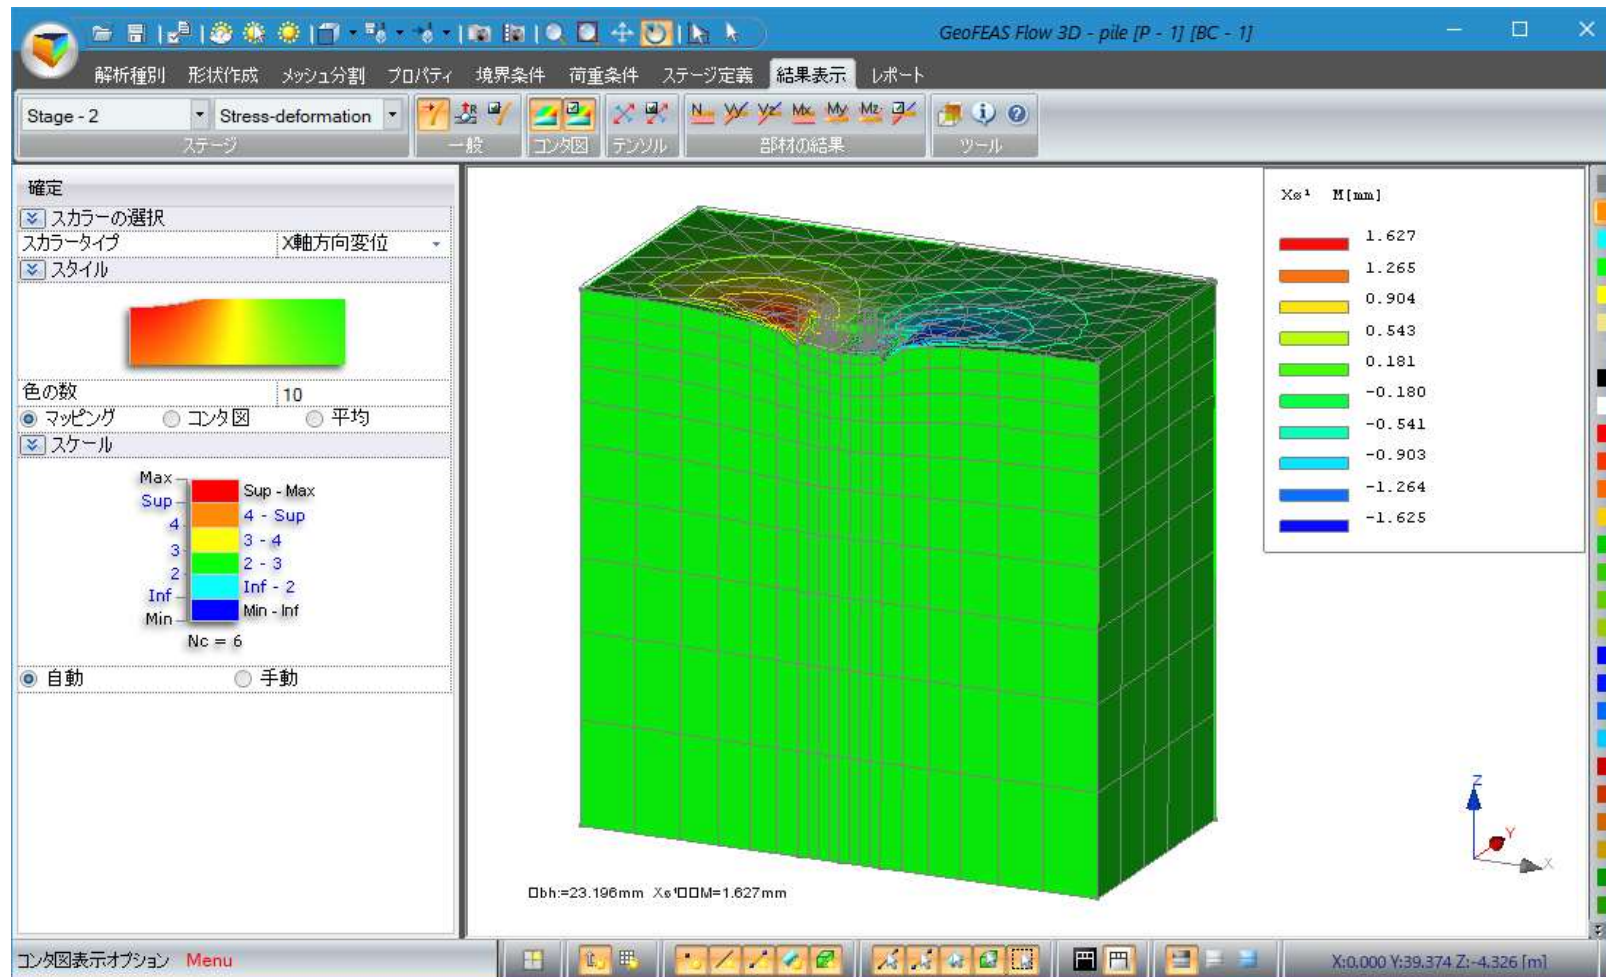 GeoFEAS Flow 3D - pile [P - 1] [BC - 1]
解析種別 形状作成 メッシュ分割 プロパティ 境界条件 荷重条件 ステージ定義 結果表示 レポート
Stage - 2 Stress-deformation
N Mx My Mz
ステージ 一般 コンタ図 テンソル 部材の結果 ツール
確定
スカラーの選択
スカラータイプ X軸方向変位
スタイル
色の数 10
マッピング コンタ図 平均
スケール
Max
Sup
4
3
2
Inf
Min
Sup - Max
4 - Sup
3 - 4
2 - 3
Inf - 2
Min - Inf
Nc = 6
自動 手動
M[mm]
1.627
1.265
0.904
0.543
0.181
-0.180
-0.541
-0.903
-1.264
-1.625
Z
Y
X
□bh:=23.196mm Xs'□□M=1.627mm
コンタ図表示オプション Menu
X:0.000 Y:39.374 Z:-4.326 [m]